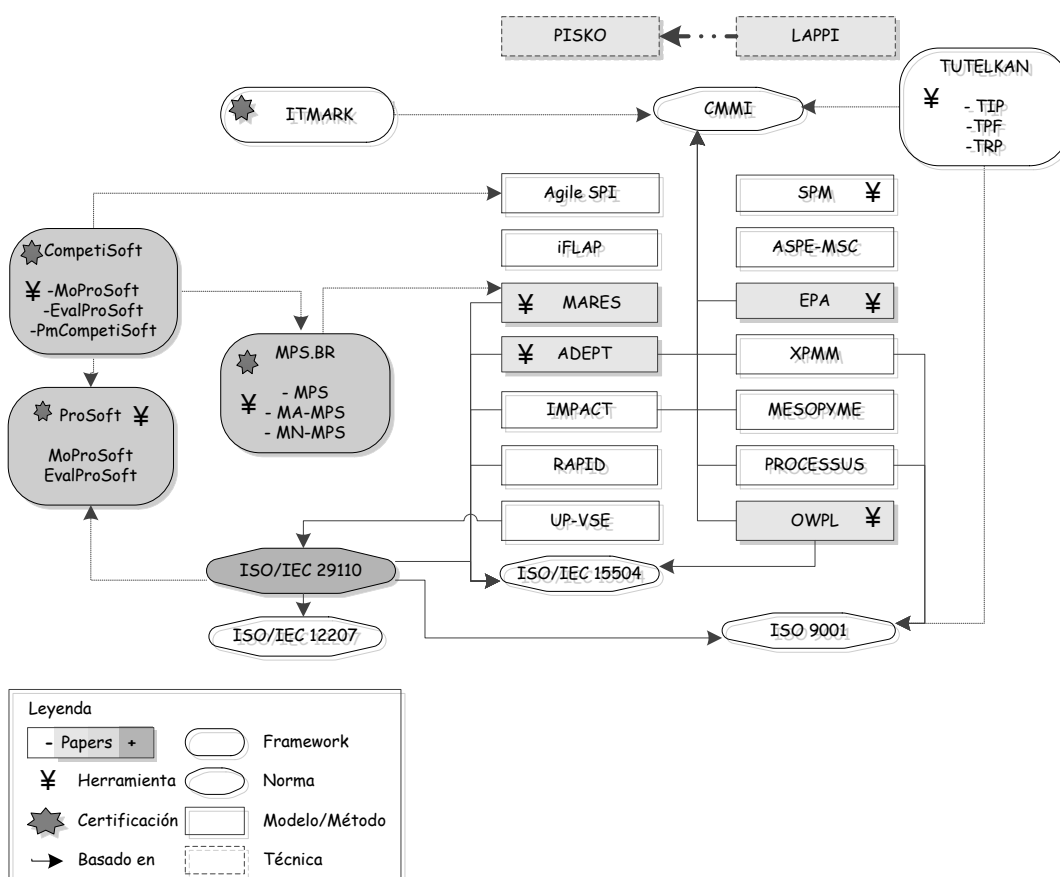 PISKO
LAPPI
TUTELKAN
¥
- TIP
- TPF
-TRP
ITMARK
CMMI
Agile SPI
SPM ¥
CompetiSoft
¥ -MoProSoft
-EvalProSoft
-PmCompetiSoft
iFLAP
ASPE-MSC
¥ MARES
EPA ¥
MPS.BR
¥
- MPS
- MA-MPS
- MN-MPS
¥ ADEPT
XPMM
ProSoft ¥
MoProSoft
EvalProSoft
IMPACT
MESOPYME
RAPID
PROCESSUS
UP-VSE
OWPL ¥
ISO/IEC 29110
ISO/IEC 15504
ISO/IEC 12207
ISO 9001
Leyenda
- Papers +
Framework
¥ Herramienta
Norma
Certificación
Modelo/Método
Basado en
Técnica